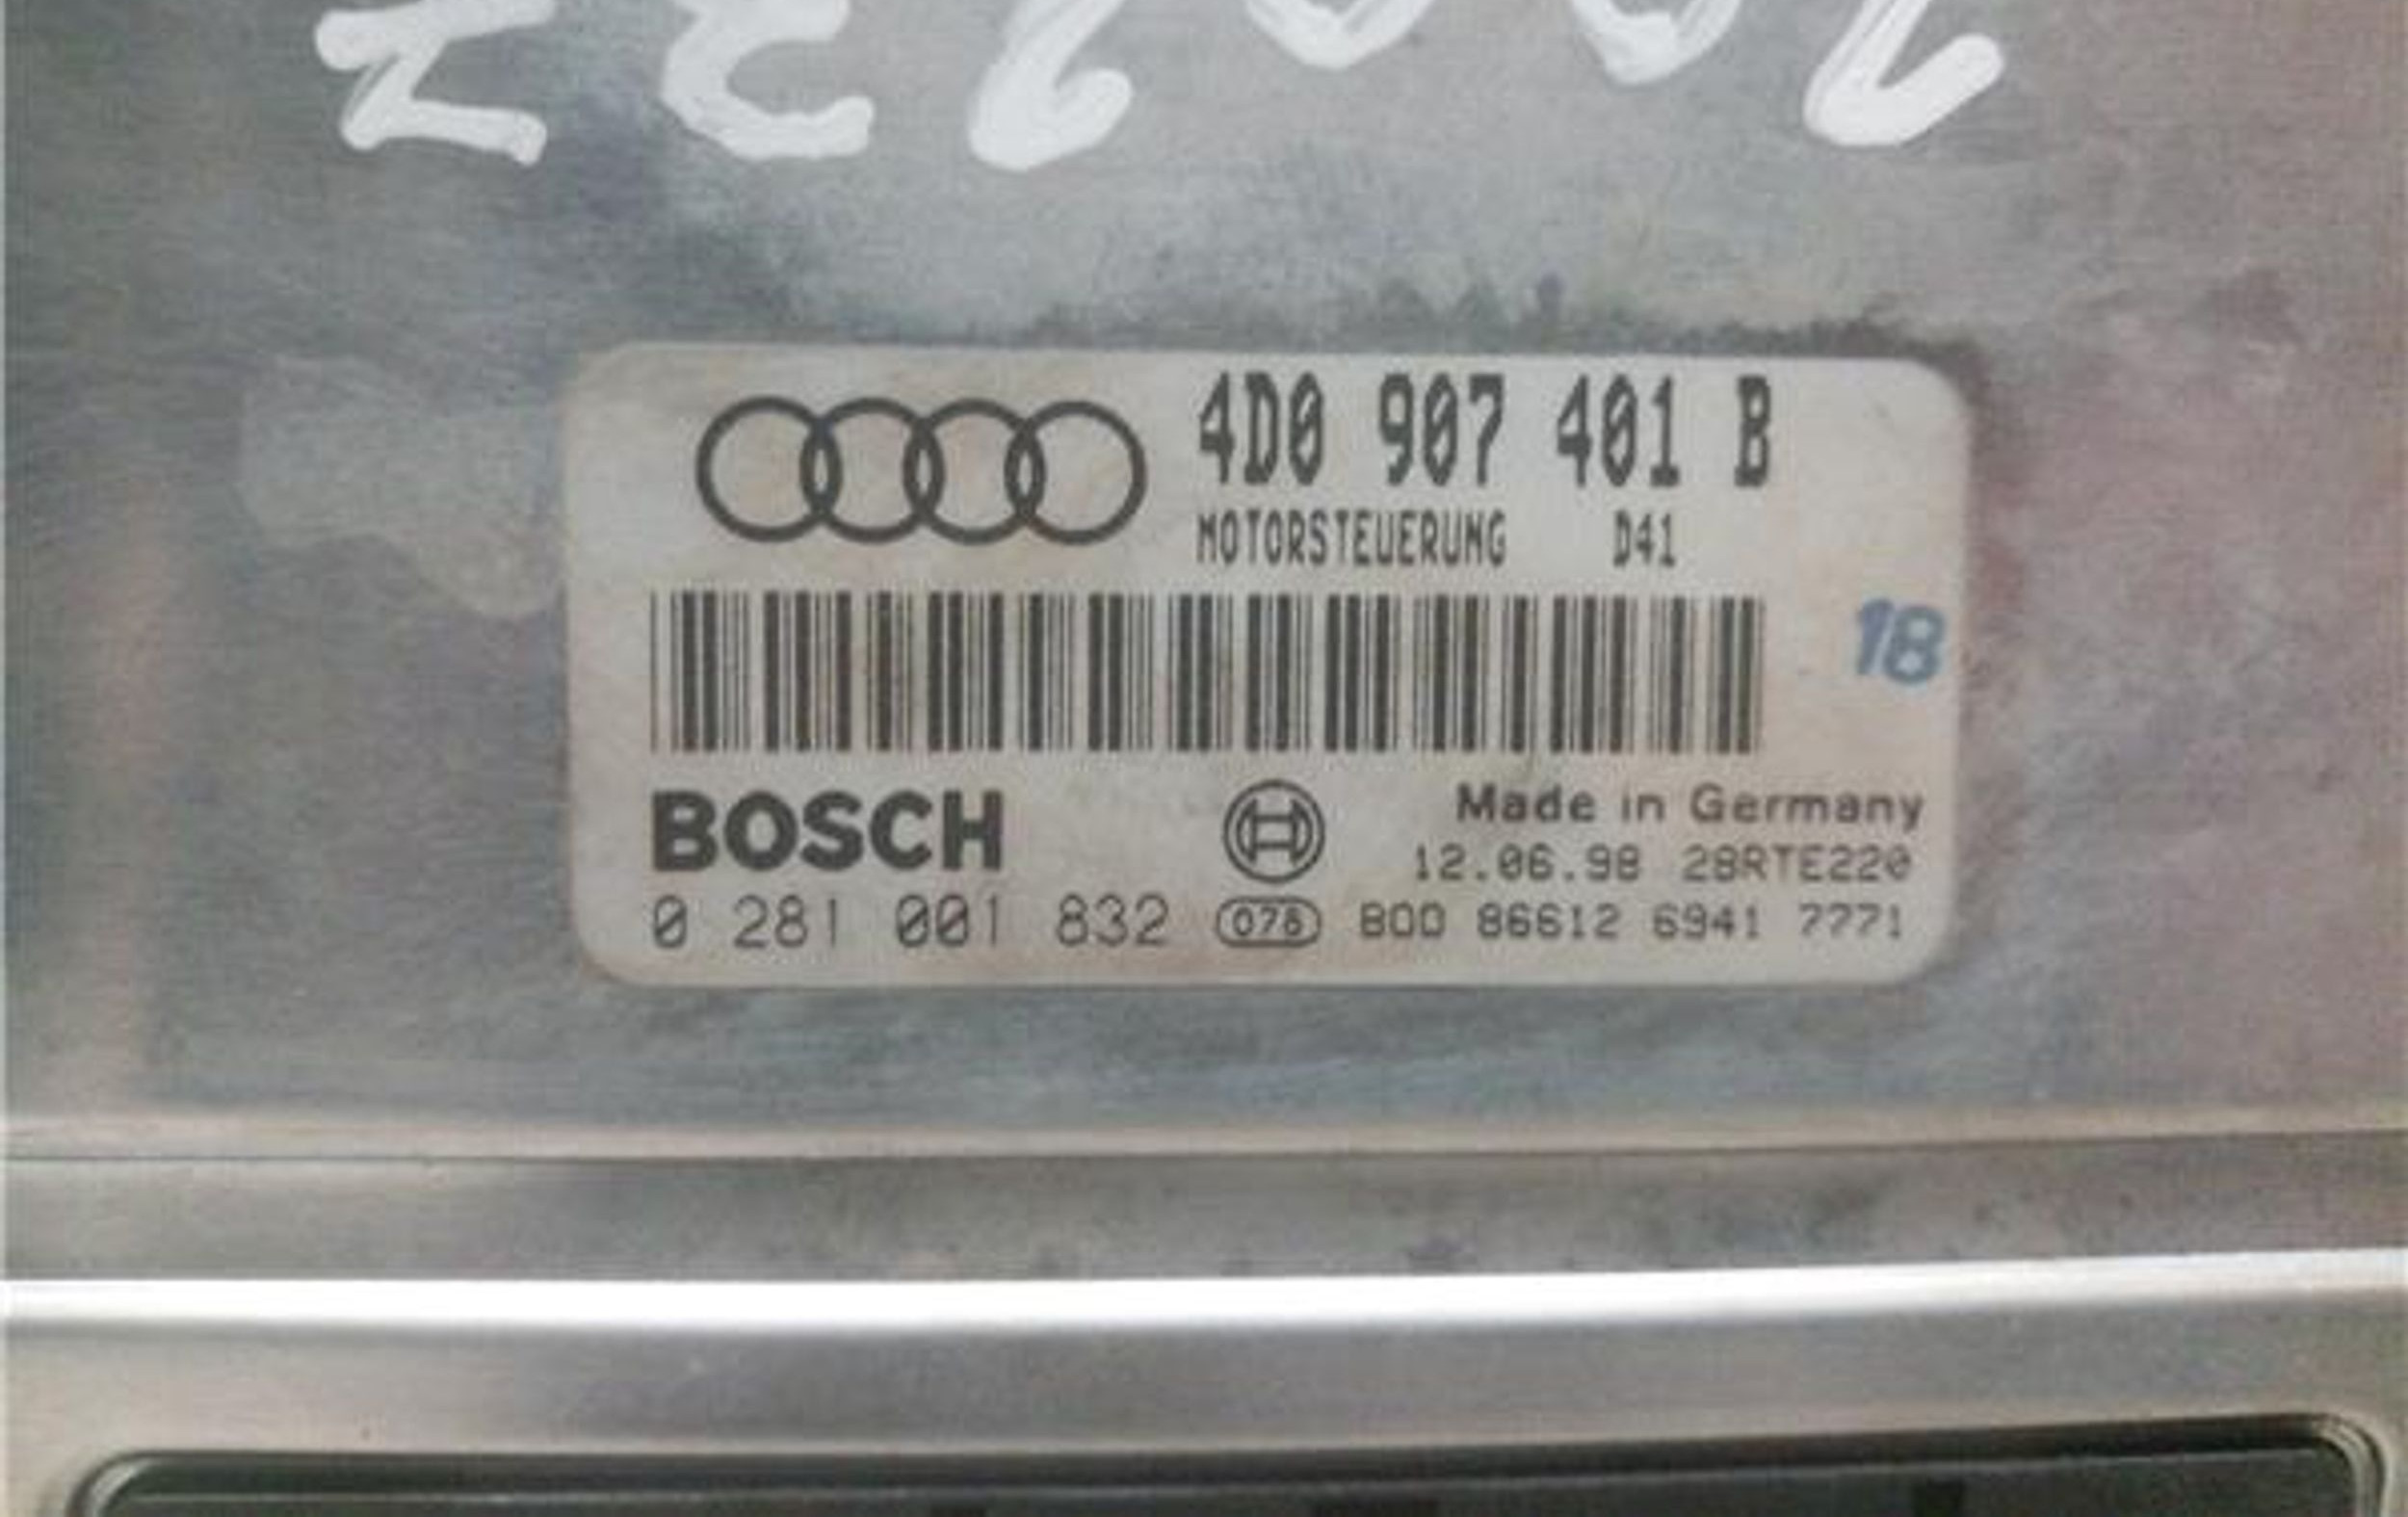 4D0 907 401 B
MOTORSTEUERUNG D41
18
BOSCH
Made in Germany
12.06.98 28RTE220
0 281 001 832 076 800 86612 6941 7771